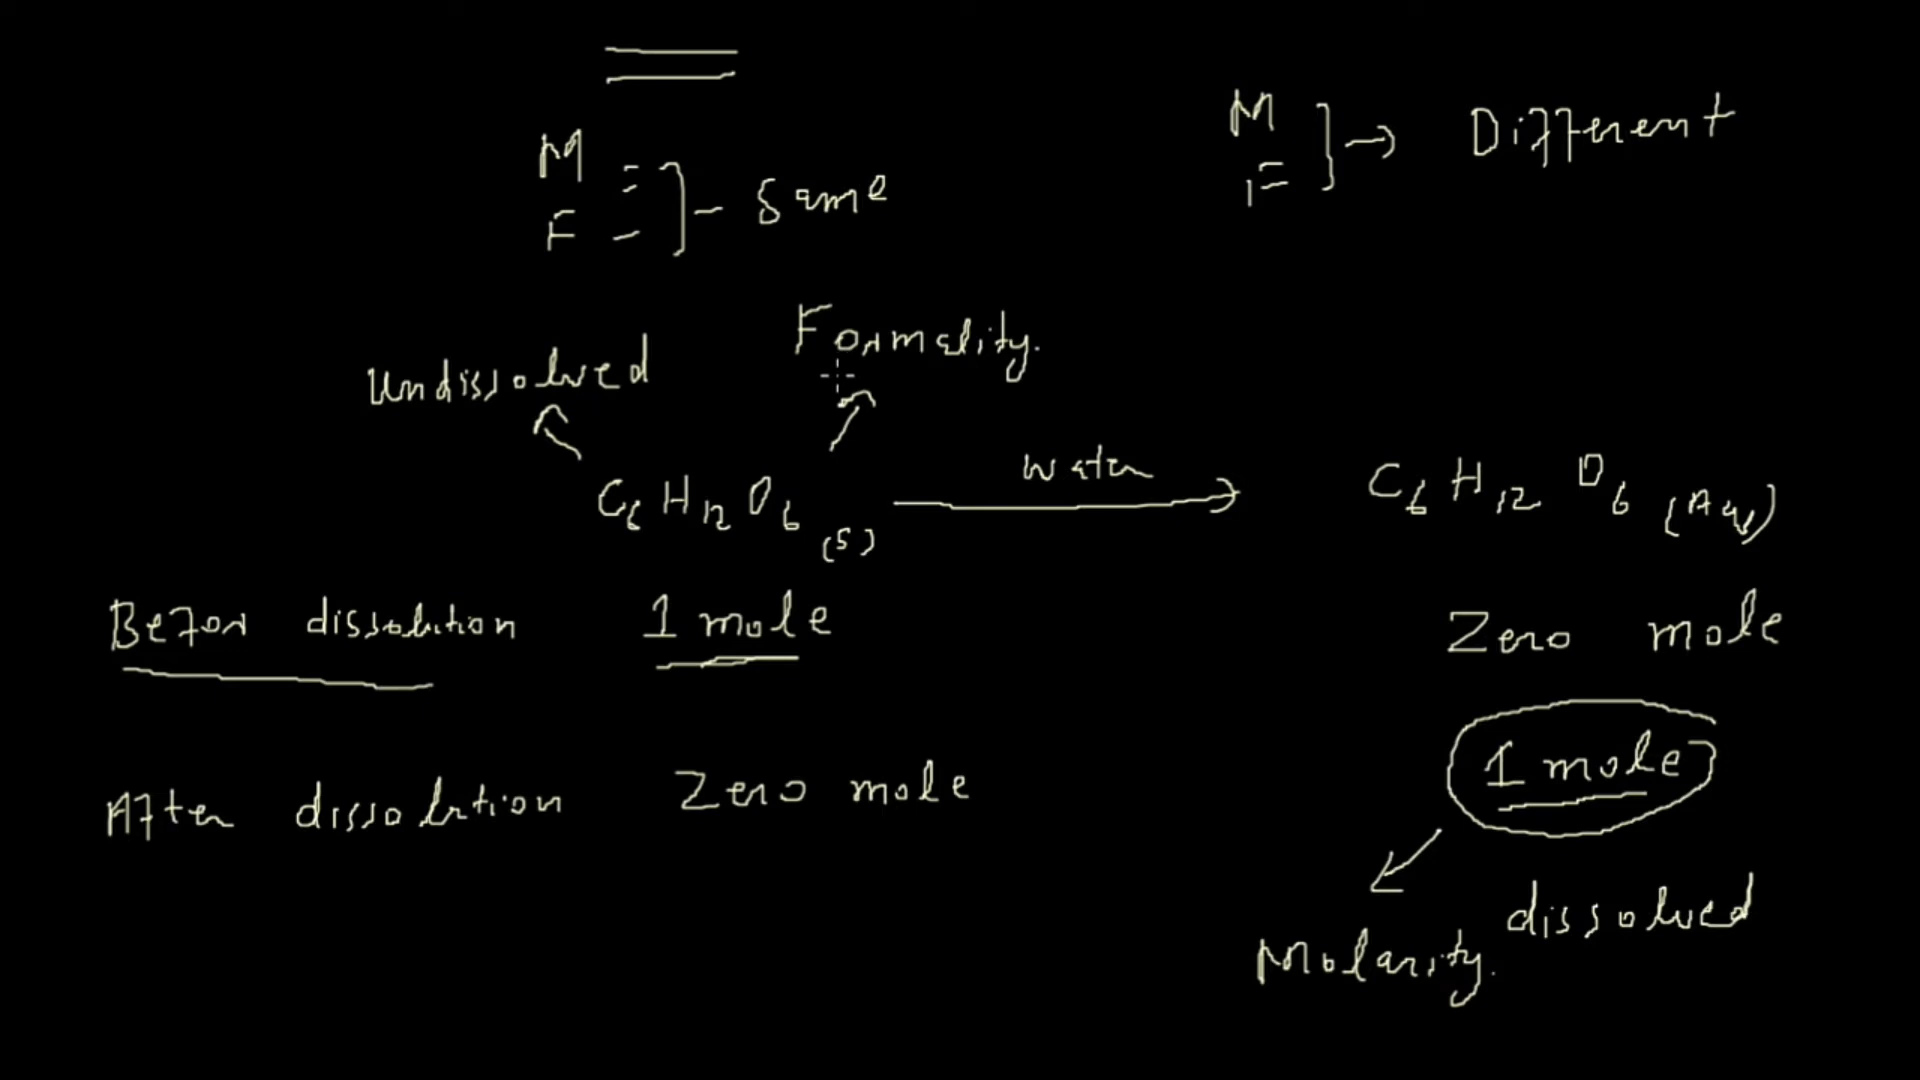 M
F ] - Same
M
F ] → Different
Undissolved
Formality.
C6H12O6 (s) → water → C6H12O6 (Aq)
Before dissolution 1 mole Zero mole
After dissolution Zero mole 1 mole
dissolved
Molarity.